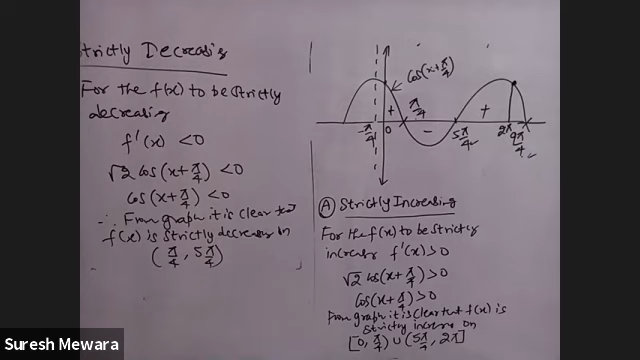 Strictly Decreasing
For the f(x) to be strictly
decreasing
f'(x) < 0
√2 cos(x+π/4) < 0
cos(x+π/4) < 0
∴ From graph it is clear that
f(x) is strictly decreasing in
(π/4, 5π/4)
cos(x+π/4)
+ - +
-π/4 0 π/4 5π/4 2π 9π/4
(A) Strictly Increasing
For the f(x) to be strictly
increasing f'(x) > 0
√2 cos(x+π/4) > 0
cos(x+π/4) > 0
From graph it is clear that f(x) is
strictly increasing on
[0, π/4) ∪ (5π/4, 2π]
Suresh Mewara